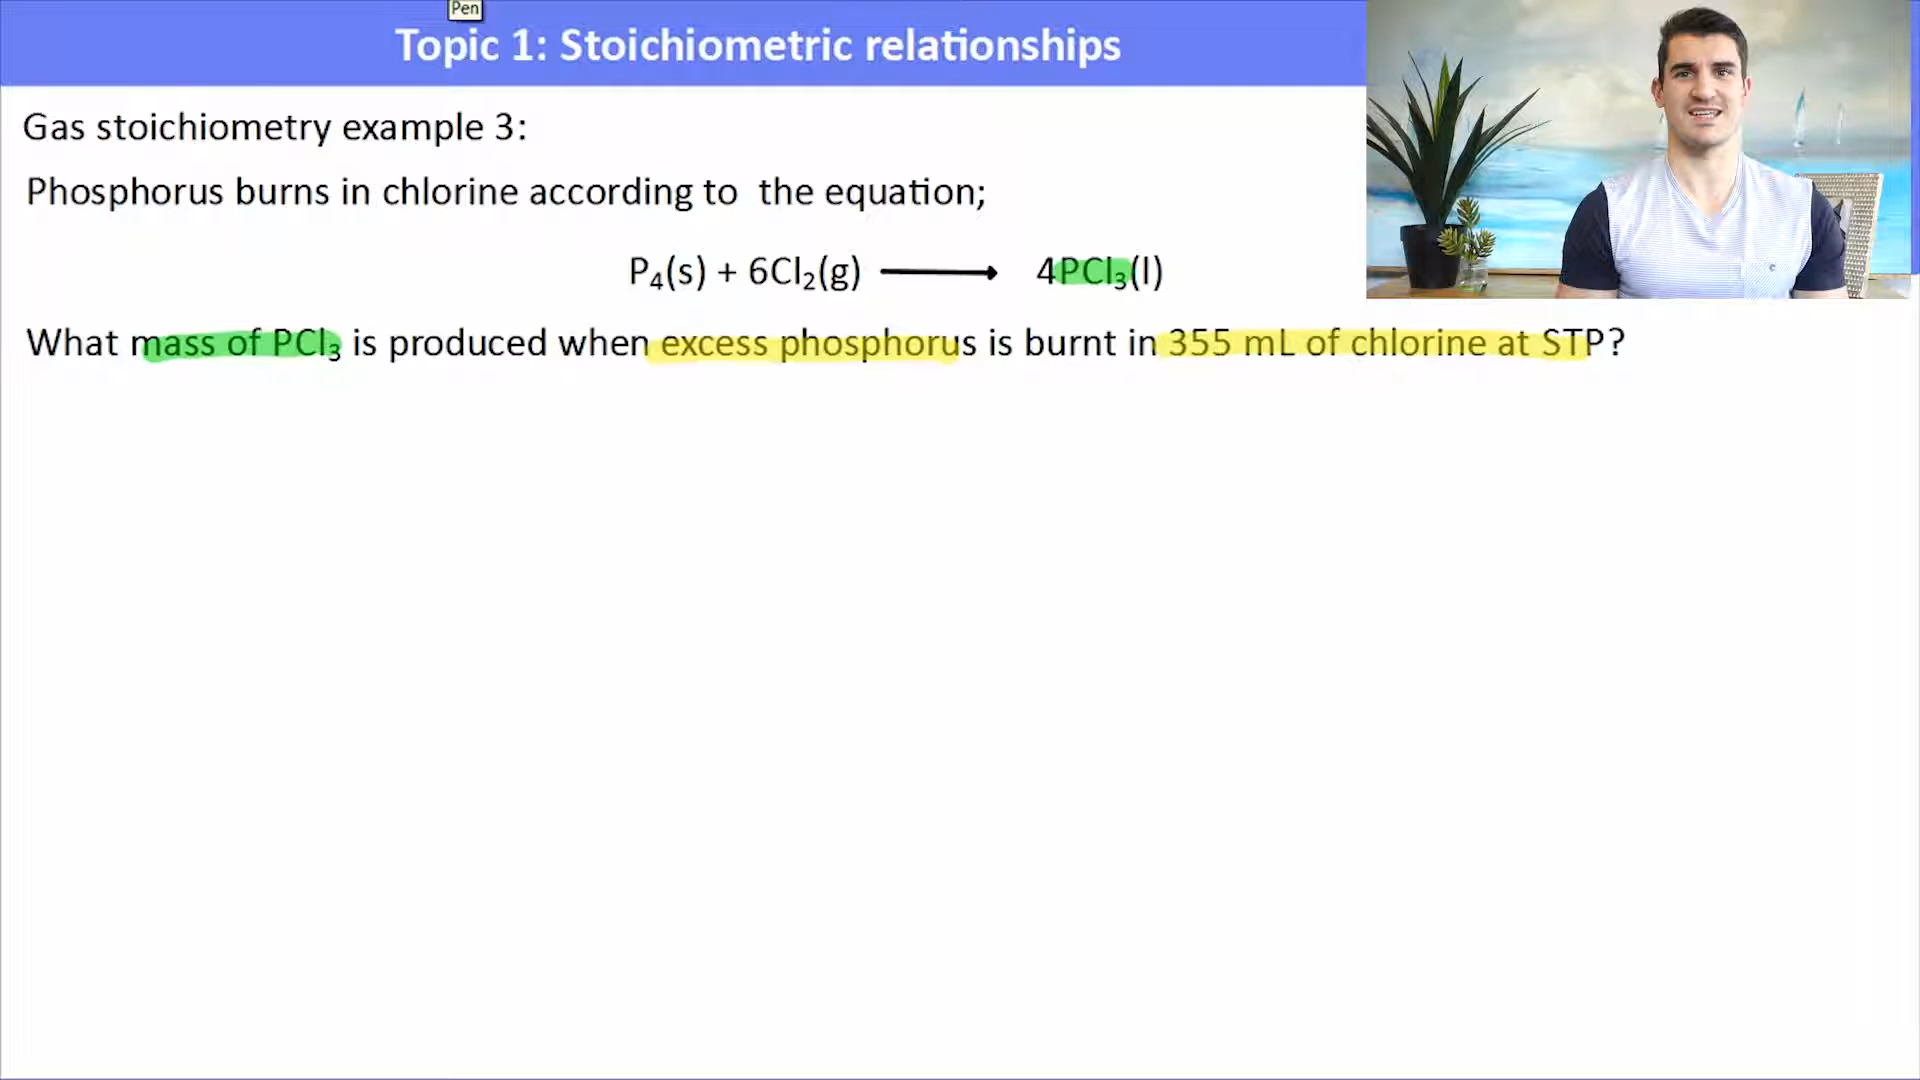 Pen
Topic 1: Stoichiometric relationships
Gas stoichiometry example 3:
Phosphorus burns in chlorine according to the equation;
P₄(s) + 6Cl₂(g) ⟶ 4PCl₃(l)
What mass of PCl₃ is produced when excess phosphorus is burnt in 355 mL of chlorine at STP?